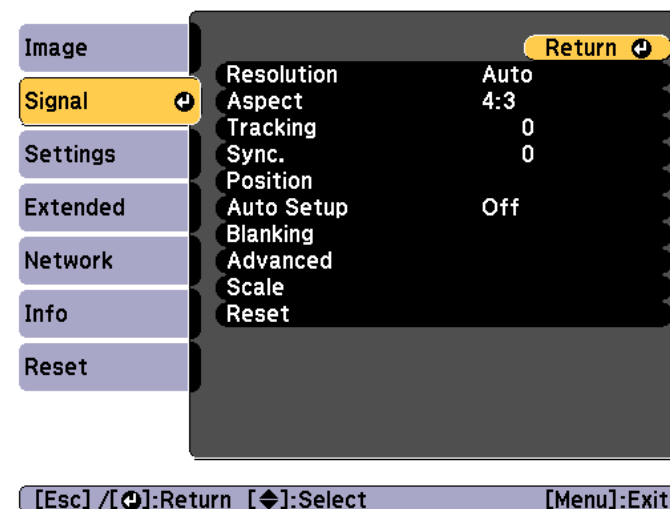 Image
Signal
Settings
Extended
Network
Info
Reset
Return
Resolution Auto
Aspect 4:3
Tracking 0
Sync. 0
Position
Auto Setup Off
Blanking
Advanced
Scale
Reset
[Esc] /[⏎]:Return [◆]:Select [Menu]:Exit